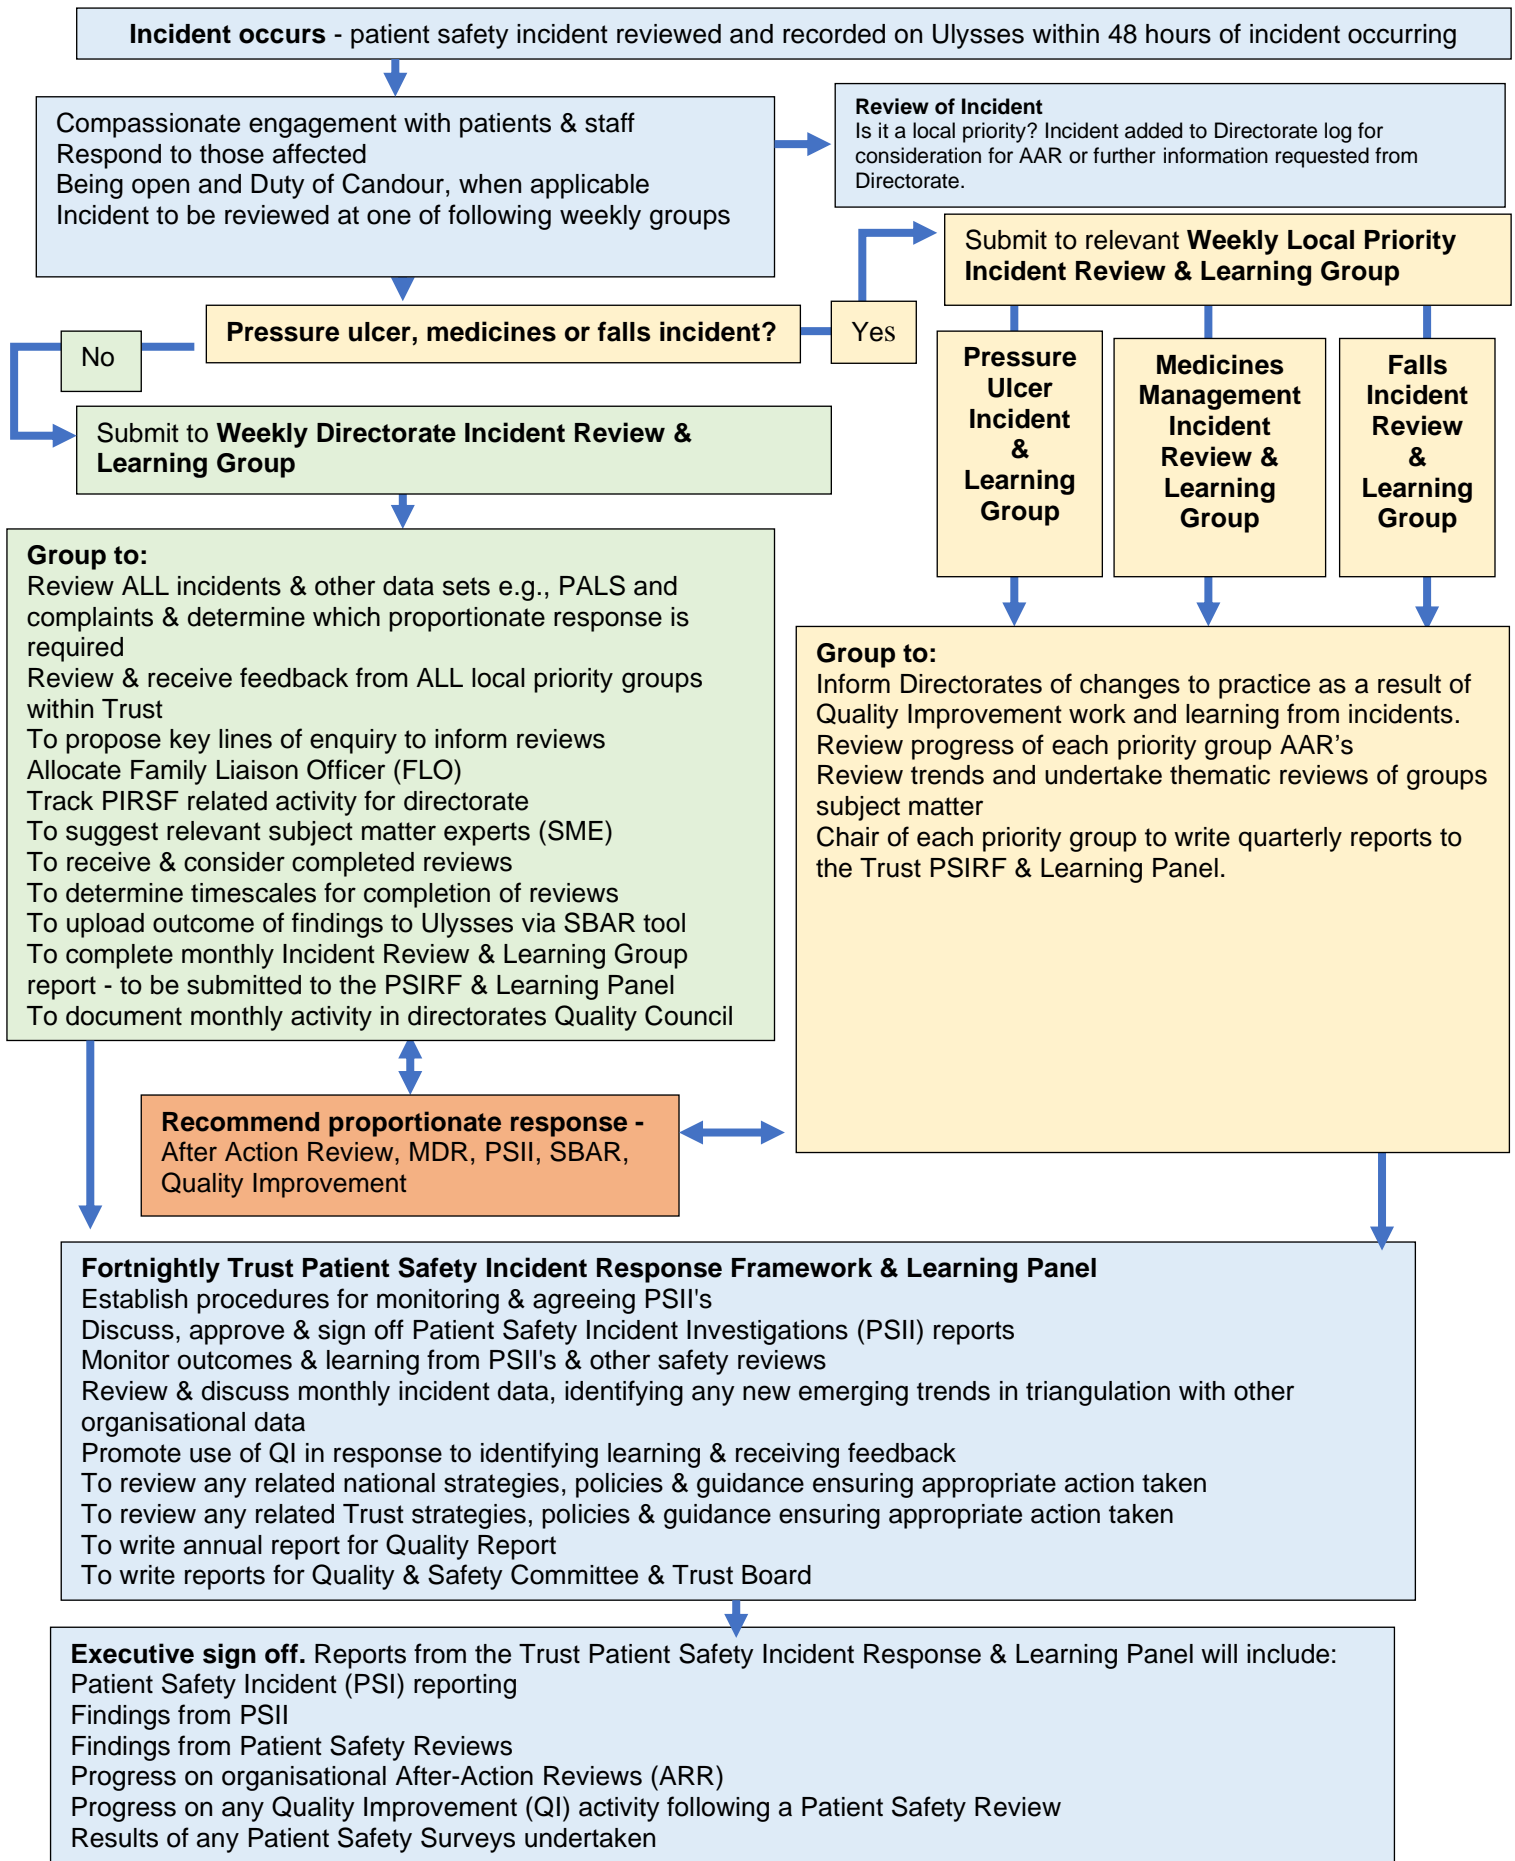 Incident occurs - patient safety incident reviewed and recorded on Ulysses within 48 hours of incident occurring
Compassionate engagement with patients & staff
Respond to those affected
Being open and Duty of Candour, when applicable
Incident to be reviewed at one of following weekly groups
Review of Incident
Is it a local priority? Incident added to Directorate log for
consideration for AAR or further information requested from
Directorate.
Pressure ulcer, medicines or falls incident?
Yes
No
Submit to relevant Weekly Local Priority
Incident Review & Learning Group
Pressure
Ulcer
Incident
&
Learning
Group
Medicines
Management
Incident
Review &
Learning
Group
Falls
Incident
Review
&
Learning
Group
Submit to Weekly Directorate Incident Review &
Learning Group
Group to:
Review ALL incidents & other data sets e.g., PALS and
complaints & determine which proportionate response is
required
Review & receive feedback from ALL local priority groups
within Trust
To propose key lines of enquiry to inform reviews
Allocate Family Liaison Officer (FLO)
Track PIRSF related activity for directorate
To suggest relevant subject matter experts (SME)
To receive & consider completed reviews
To determine timescales for completion of reviews
To upload outcome of findings to Ulysses via SBAR tool
To complete monthly Incident Review & Learning Group
report - to be submitted to the PSIRF & Learning Panel
To document monthly activity in directorates Quality Council
Group to:
Inform Directorates of changes to practice as a result of
Quality Improvement work and learning from incidents.
Review progress of each priority group AAR's
Review trends and undertake thematic reviews of groups
subject matter
Chair of each priority group to write quarterly reports to
the Trust PSIRF & Learning Panel.
Recommend proportionate response -
After Action Review, MDR, PSII, SBAR,
Quality Improvement
Fortnightly Trust Patient Safety Incident Response Framework & Learning Panel
Establish procedures for monitoring & agreeing PSII's
Discuss, approve & sign off Patient Safety Incident Investigations (PSII) reports
Monitor outcomes & learning from PSII's & other safety reviews
Review & discuss monthly incident data, identifying any new emerging trends in triangulation with other
organisational data
Promote use of QI in response to identifying learning & receiving feedback
To review any related national strategies, policies & guidance ensuring appropriate action taken
To review any related Trust strategies, policies & guidance ensuring appropriate action taken
To write annual report for Quality Report
To write reports for Quality & Safety Committee & Trust Board
Executive sign off. Reports from the Trust Patient Safety Incident Response & Learning Panel will include:
Patient Safety Incident (PSI) reporting
Findings from PSII
Findings from Patient Safety Reviews
Progress on organisational After-Action Reviews (ARR)
Progress on any Quality Improvement (QI) activity following a Patient Safety Review
Results of any Patient Safety Surveys undertaken